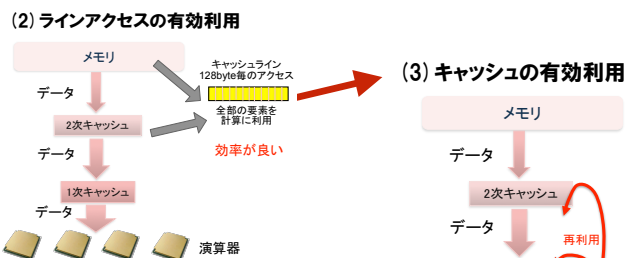 (2)ラインアクセスの有効利用
メモリ
データ
2次キャッシュ
データ
1次キャッシュ
データ
演算器
キャッシュライン
128byte毎のアクセス
全部の要素を
計算に利用
効率が良い
(3)キャッシュの有効利用
メモリ
データ
2次キャッシュ
データ
再利用